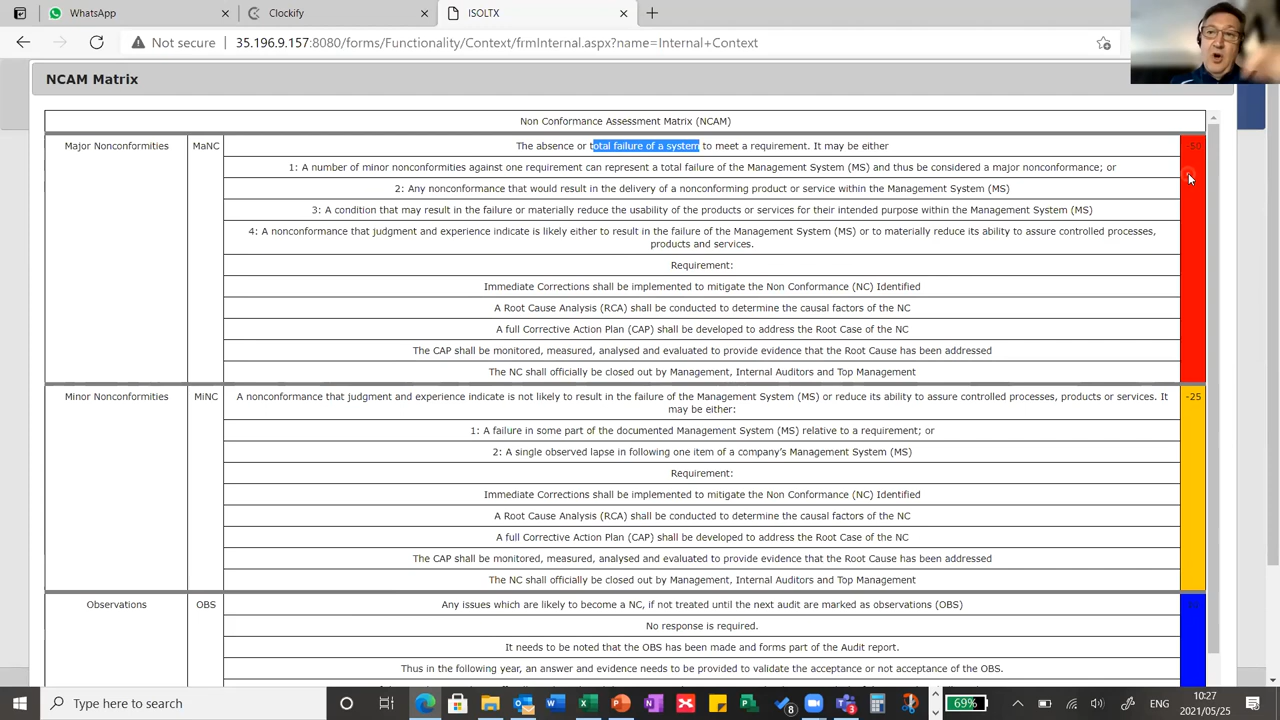 WhatsApp
Clockify
ISOLTX
Not secure
35.196.9.157:8080/forms/Functionality/Context/frmInternal.aspx?name=Internal+Context
NCAM Matrix
Non Conformance Assessment Matrix (NCAM)
Major Nonconformities
MaNC
The absence or total failure of a system to meet a requirement. It may be either
-50
1: A number of minor nonconformities against one requirement can represent a total failure of the Management System (MS) and thus be considered a major nonconformance; or
2: Any nonconformance that would result in the delivery of a nonconforming product or service within the Management System (MS)
3: A condition that may result in the failure or materially reduce the usability of the products or services for their intended purpose within the Management System (MS)
4: A nonconformance that judgment and experience indicate is likely either to result in the failure of the Management System (MS) or to materially reduce its ability to assure controlled processes,
products and services.
Requirement:
Immediate Corrections shall be implemented to mitigate the Non Conformance (NC) Identified
A Root Cause Analysis (RCA) shall be conducted to determine the causal factors of the NC
A full Corrective Action Plan (CAP) shall be developed to address the Root Case of the NC
The CAP shall be monitored, measured, analysed and evaluated to provide evidence that the Root Cause has been addressed
The NC shall officially be closed out by Management, Internal Auditors and Top Management
Minor Nonconformities
MiNC
A nonconformance that judgment and experience indicate is not likely to result in the failure of the Management System (MS) or reduce its ability to assure controlled processes, products or services. It
may be either:
-25
1: A failure in some part of the documented Management System (MS) relative to a requirement; or
2: A single observed lapse in following one item of a company's Management System (MS)
Requirement:
Immediate Corrections shall be implemented to mitigate the Non Conformance (NC) Identified
A Root Cause Analysis (RCA) shall be conducted to determine the causal factors of the NC
A full Corrective Action Plan (CAP) shall be developed to address the Root Case of the NC
The CAP shall be monitored, measured, analysed and evaluated to provide evidence that the Root Cause has been addressed
The NC shall officially be closed out by Management, Internal Auditors and Top Management
Observations
OBS
Any issues which are likely to become a NC, if not treated until the next audit are marked as observations (OBS)
No response is required.
It needs to be noted that the OBS has been made and forms part of the Audit report.
Thus in the following year, an answer and evidence needs to be provided to validate the acceptance or not acceptance of the OBS.
Type here to search
69%
ENG
10:27
2021/05/25